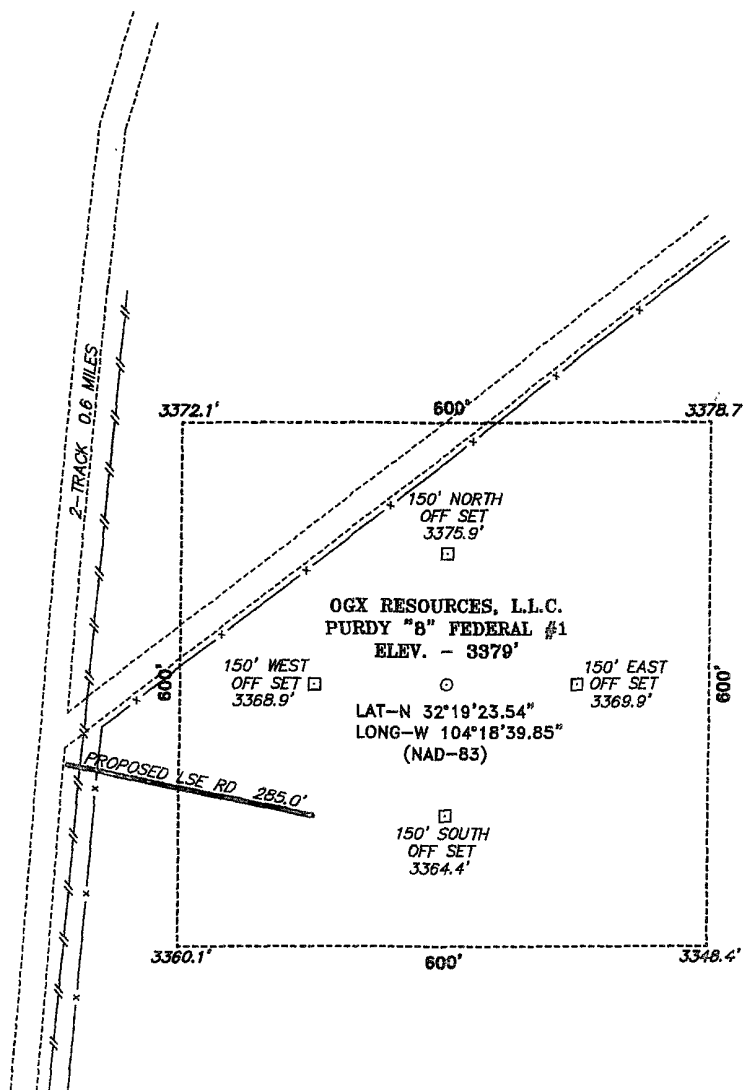 2-TRACK 0.6 MILES
3372.1'
600'
3378.7
150' NORTH
OFF SET
3375.9'
OGX RESOURCES, L.L.C.
PURDY "8" FEDERAL #1
ELEV. - 3379'
600'
150' WEST
OFF SET
3368.9'
150' EAST
OFF SET
3369.9'
600'
LAT-N 32°19'23.54"
LONG-W 104°18'39.85"
(NAD-83)
PROPOSED LSE RD 285.0'
150' SOUTH
OFF SET
3364.4'
3360.1'
600'
3348.4'